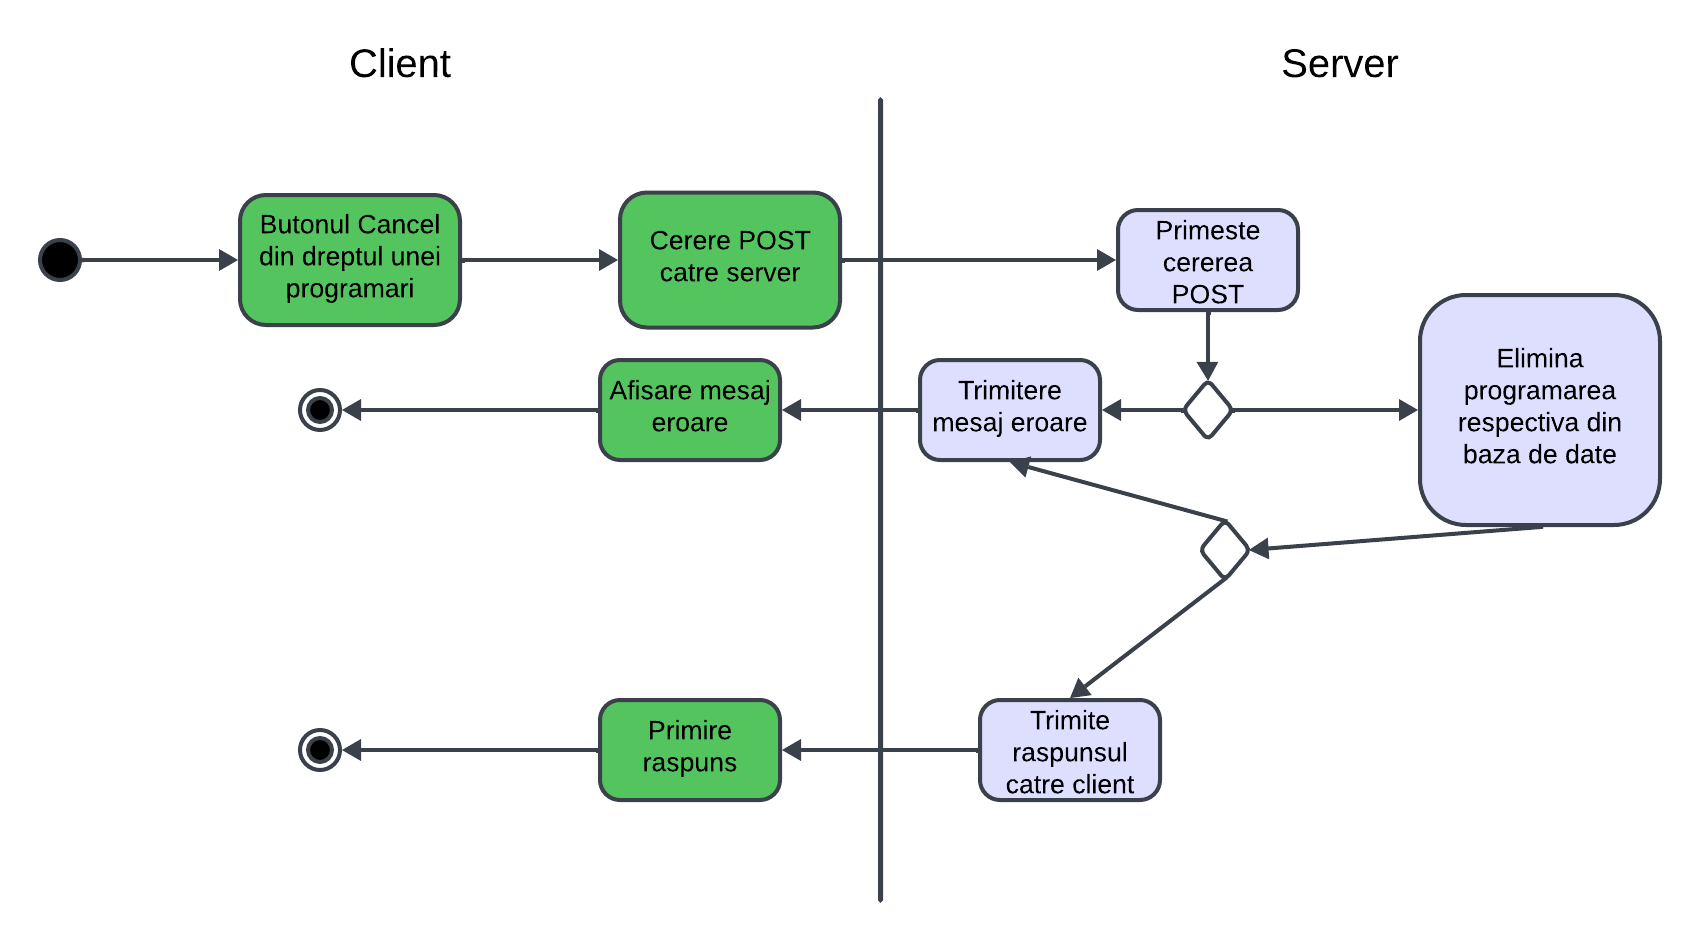 Client
Server
Butonul Cancel
din dreptul unei
programari
Cerere POST
catre server
Primeste
cererea
POST
Elimina
programarea
respectiva din
baza de date
Trimitere
mesaj eroare
Afisare mesaj
eroare
Trimite
raspunsul
catre client
Primire
raspuns